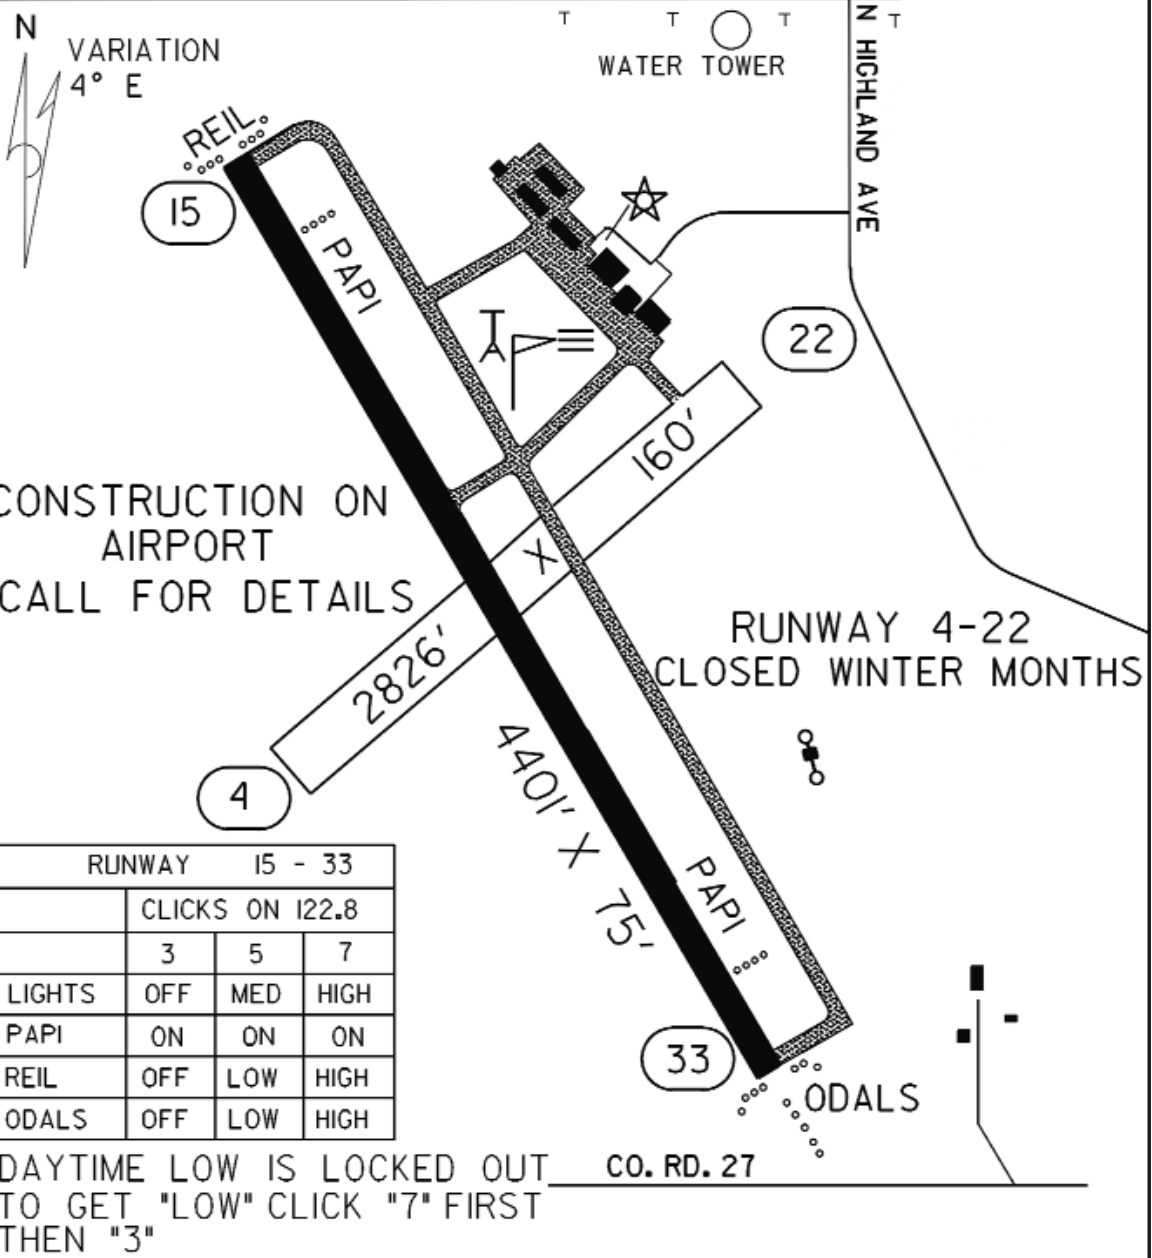 N
VARIATION
4° E
T T T T
WATER TOWER
N HIGHLAND AVE
REIL
15
PAPI
22
160'
CONSTRUCTION ON
AIRPORT
CALL FOR DETAILS
X
RUNWAY 4-22
CLOSED WINTER MONTHS
2826'
4
4401' X 75'
PAPI
RUNWAY 15 - 33
CLICKS ON 122.8
3 5 7
LIGHTS OFF MED HIGH
PAPI ON ON ON
REIL OFF LOW HIGH
ODALS OFF LOW HIGH
33
ODALS
DAYTIME LOW IS LOCKED OUT
TO GET "LOW" CLICK "7" FIRST
THEN "3"
CO. RD. 27